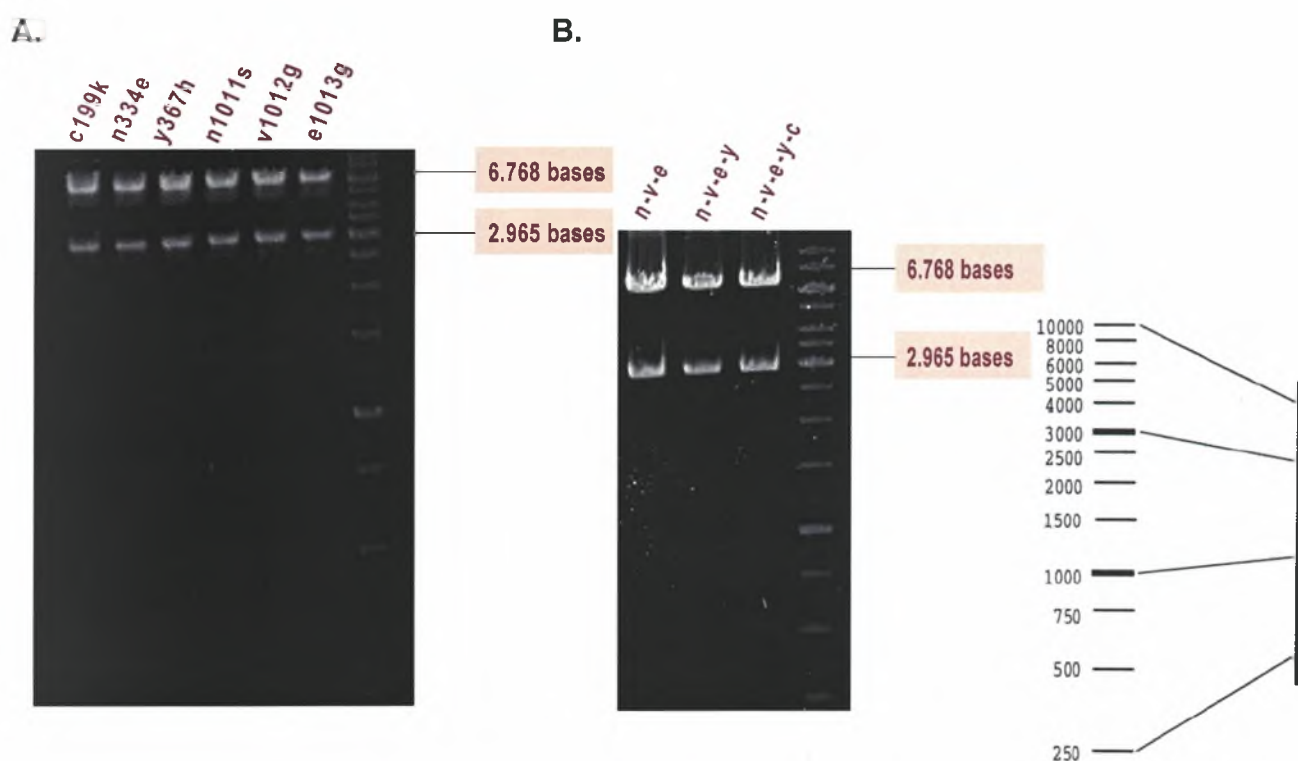 A.
c199k
n334e
y367h
n1011s
v1012g
e1013g
6.768 bases
2.965 bases
B.
n-v-e
n-v-e-y
n-v-e-y-c
6.768 bases
2.965 bases
10000
8000
6000
5000
4000
3000
2500
2000
1500
1000
750
500
250